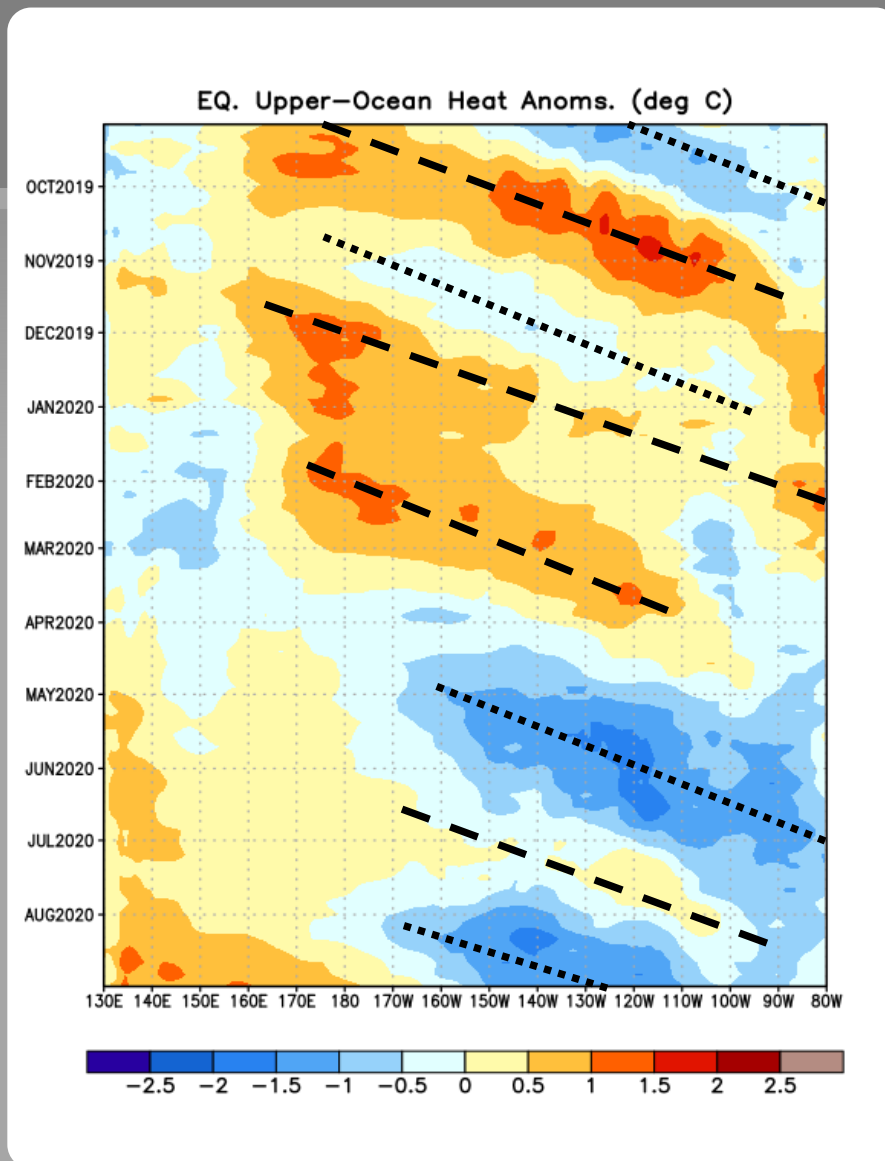 EQ. Upper-Ocean Heat Anoms. (deg C)
OCT2019
NOV2019
DEC2019
JAN2020
FEB2020
MAR2020
APR2020
MAY2020
JUN2020
JUL2020
AUG2020
130E 140E 150E 160E 170E 180 170W 160W 150W 140W 130W 120W 110W 100W 90W 80W
-2.5 -2 -1.5 -1 -0.5 0 0.5 1 1.5 2 2.5